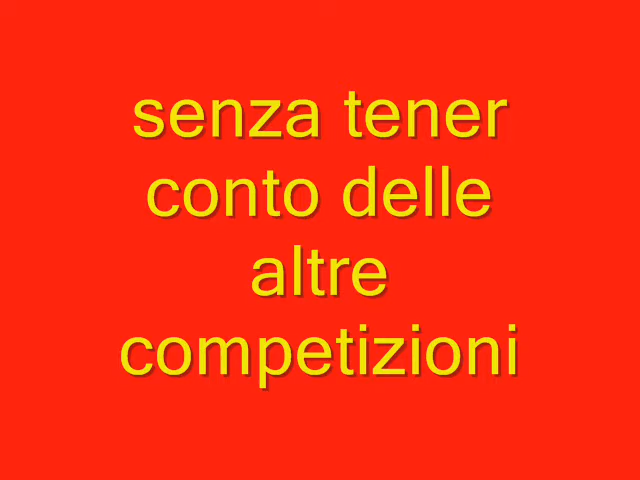 senza tener
conto delle
altre
competizioni